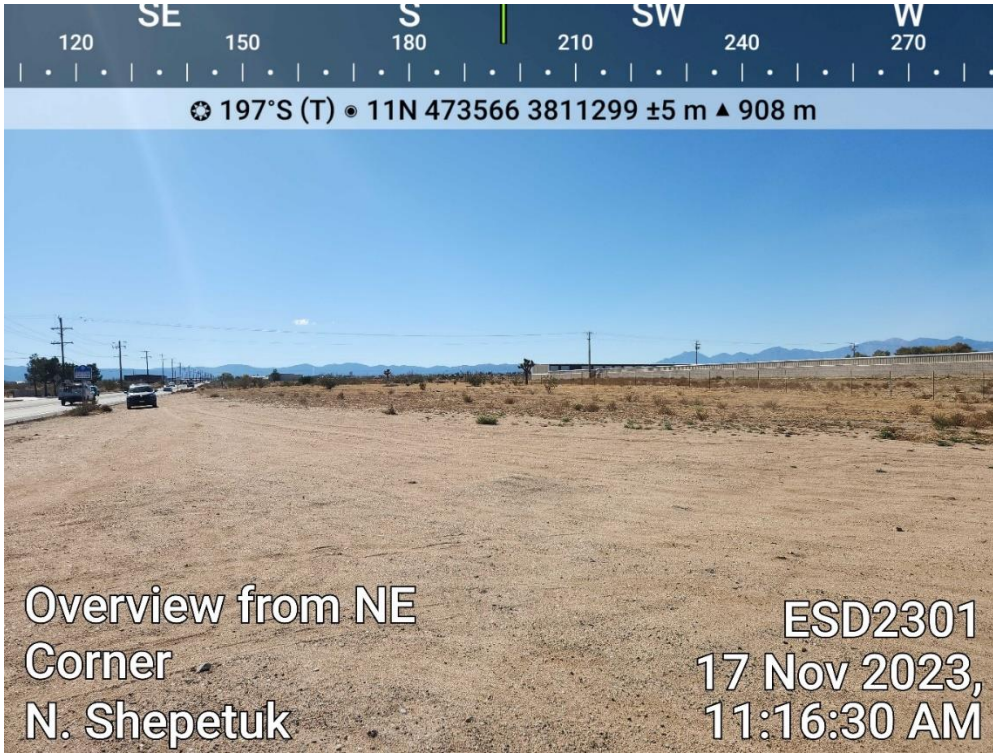 SE S SW W
120 150 180 210 240 270
197°S (T) 11N 473566 3811299 ±5 m ▲ 908 m
Overview from NE
Corner
N. Shepetuk
ESD2301
17 Nov 2023,
11:16:30 AM